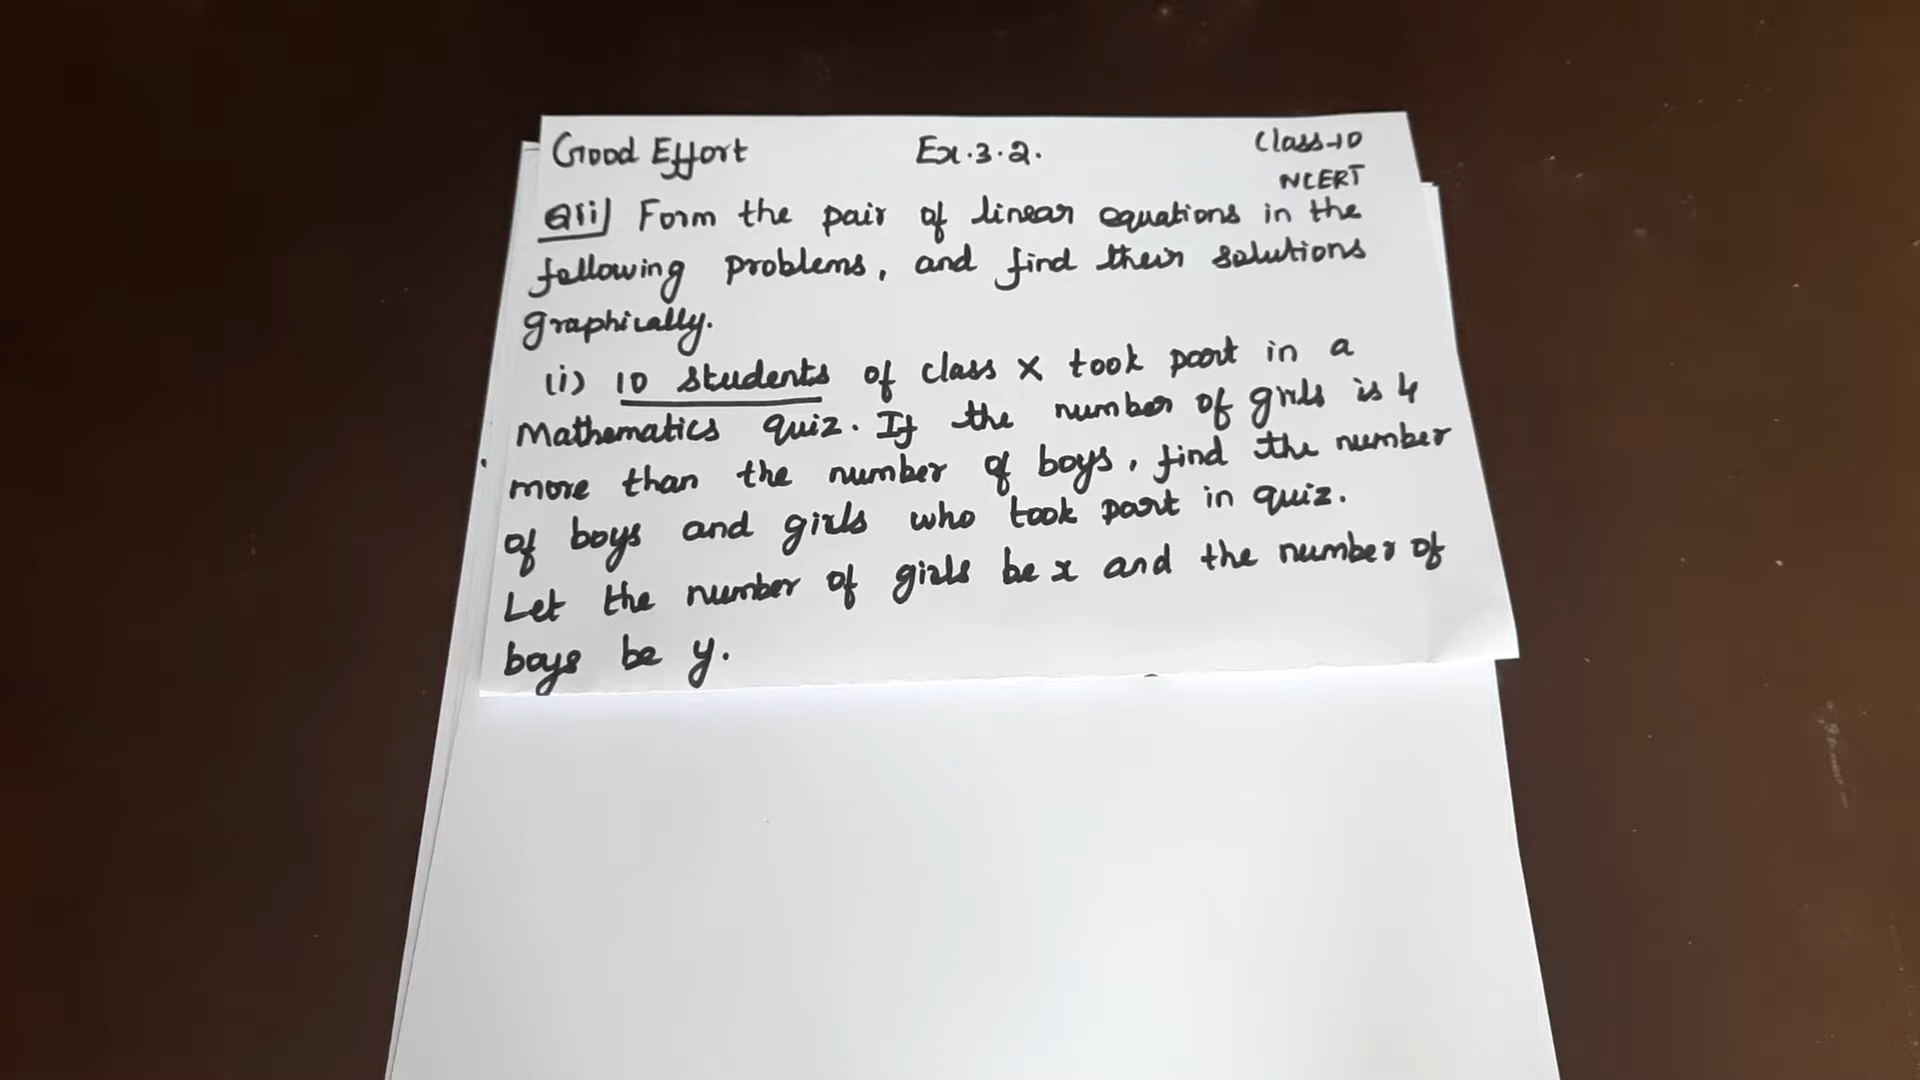 Good Effort Ex.3.2. Class-10
NCERT
Q1i) Form the pair of linear equations in the
following problems, and find their solutions
graphically.
(i) 10 students of class X took part in a
Mathematics quiz. If the number of girls is 4
more than the number of boys, find the number
of boys and girls who took part in quiz.
Let the number of girls be x and the number of
boys be y.